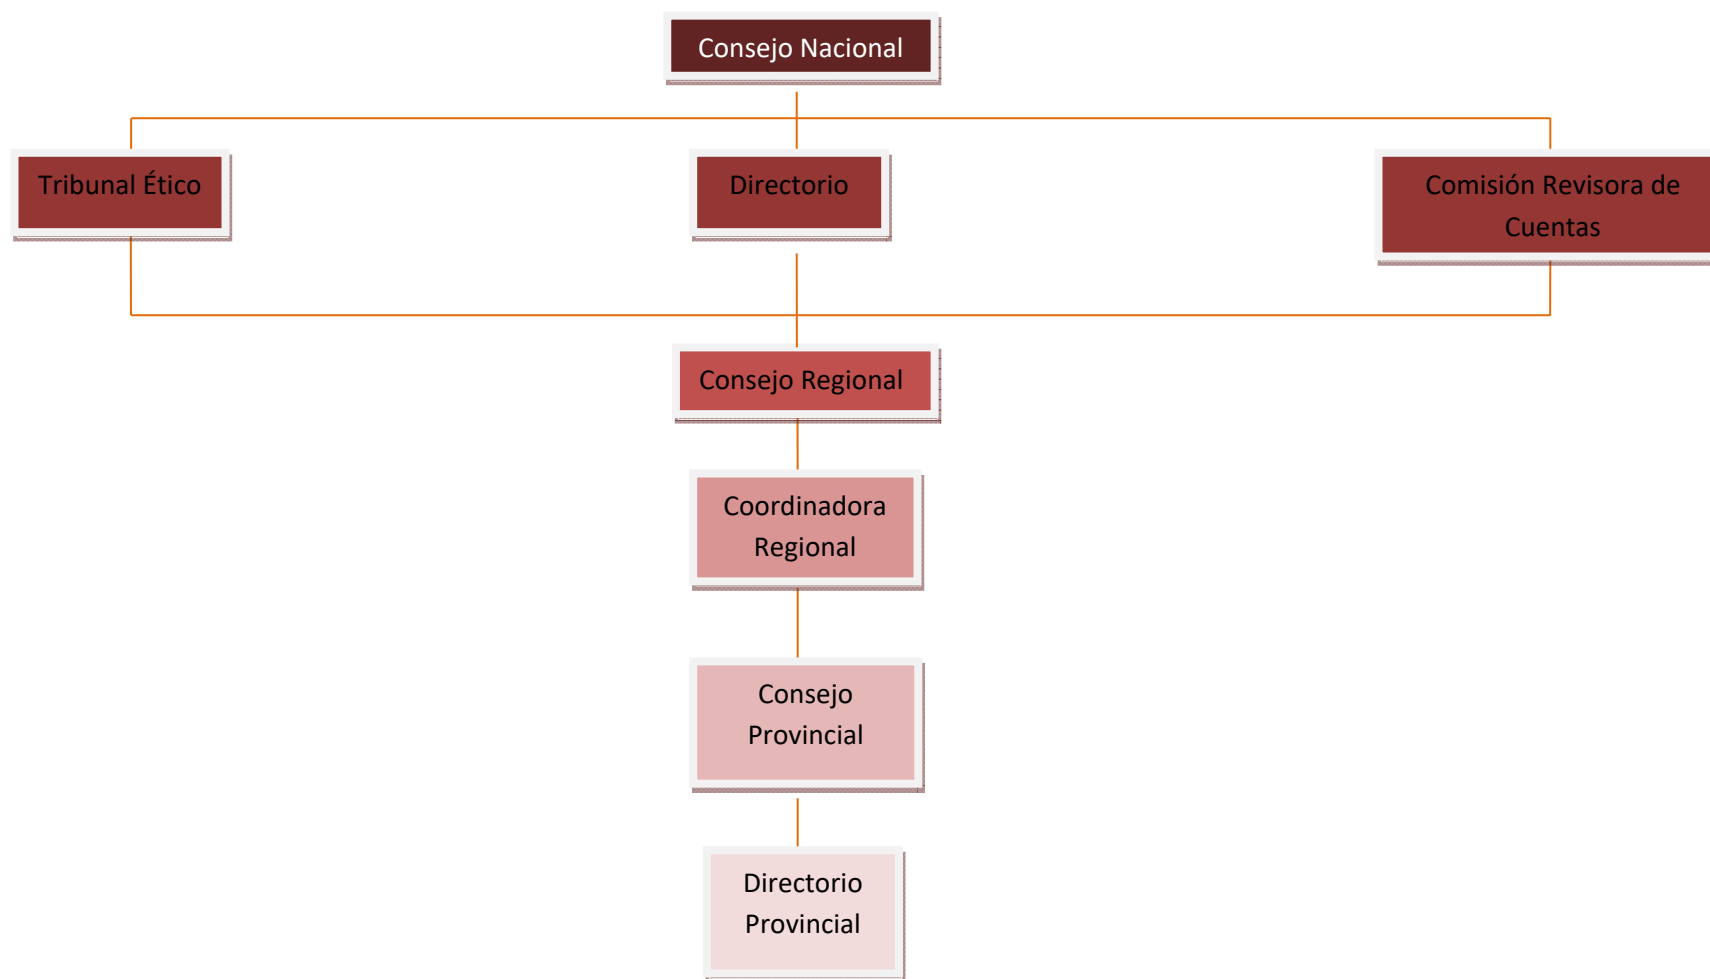 Consejo Nacional
Tribunal Ético
Directorio
Comisión Revisora de
Cuentas
Consejo Regional
Coordinadora
Regional
Consejo
Provincial
Directorio
Provincial